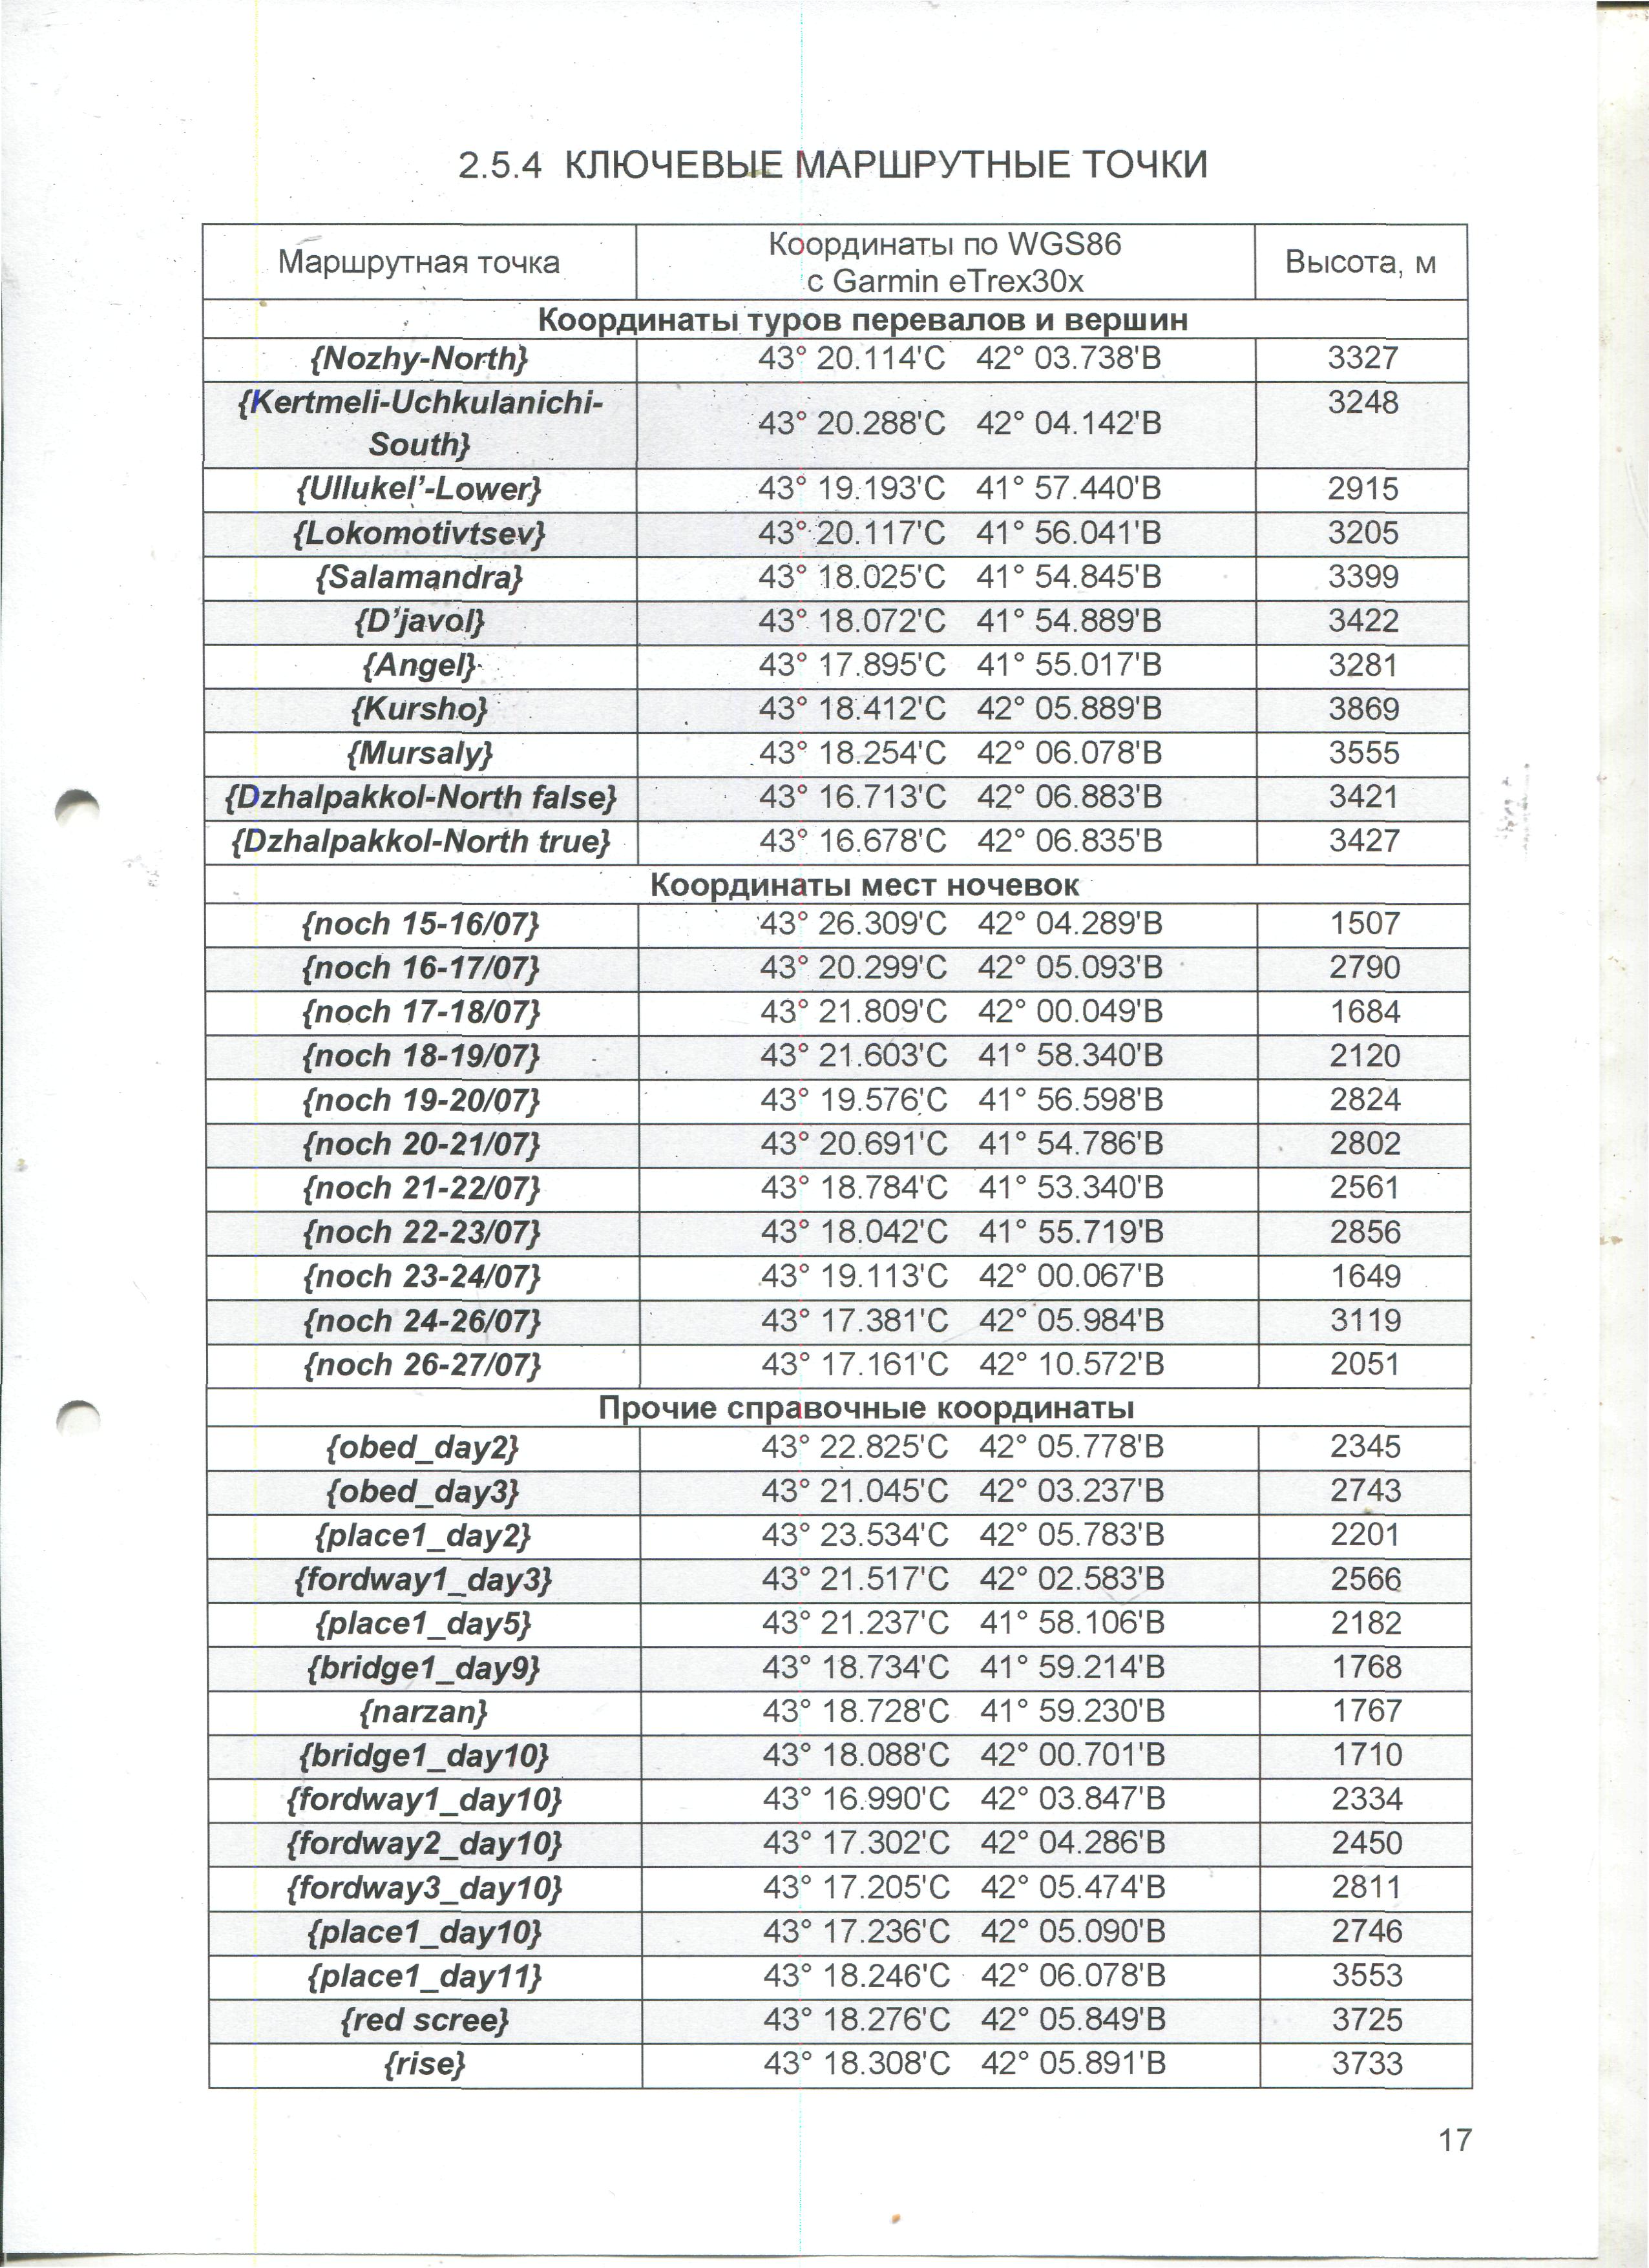 2.5.4 КЛЮЧЕВЫЕ МАРШРУТНЫЕ ТОЧКИ
Маршрутная точка Координаты по WGS86 с Garmin eTrex30x Высота, м
Координаты туров перевалов и вершин
{Nozhy-North} 43° 20.114'С 42° 03.738'В 3327
{Kertmeli-Uchkulanichi-South} 43° 20.288'С 42° 04.142'В 3248
{Ullukel’-Lower} 43° 19.193'С 41° 57.440'В 2915
{Lokomotivtsev} 43° 20.117'С 41° 56.041'В 3205
{Salamandra} 43° 18.025'С 41° 54.845'В 3399
{D’javol} 43° 18.072'С 41° 54.889'В 3422
{Angel} 43° 17.895'С 41° 55.017'В 3281
{Kursho} 43° 18.412'С 42° 05.889'В 3869
{Mursaly} 43° 18.254'С 42° 06.078'В 3555
{Dzhalpakkol-North false} 43° 16.713'С 42° 06.883'В 3421
{Dzhalpakkol-North true} 43° 16.678'С 42° 06.835'В 3427
Координаты мест ночевок
{noch 15-16/07} 43° 26.309'С 42° 04.289'В 1507
{noch 16-17/07} 43° 20.299'С 42° 05.093'В 2790
{noch 17-18/07} 43° 21.809'С 42° 00.049'В 1684
{noch 18-19/07} 43° 21.603'С 41° 58.340'В 2120
{noch 19-20/07} 43° 19.576'С 41° 56.598'В 2824
{noch 20-21/07} 43° 20.691'С 41° 54.786'В 2802
{noch 21-22/07} 43° 18.784'С 41° 53.340'В 2561
{noch 22-23/07} 43° 18.042'С 41° 55.719'В 2856
{noch 23-24/07} 43° 19.113'С 42° 00.067'В 1649
{noch 24-26/07} 43° 17.381'С 42° 05.984'В 3119
{noch 26-27/07} 43° 17.161'С 42° 10.572'В 2051
Прочие справочные координаты
{obed_day2} 43° 22.825'С 42° 05.778'В 2345
{obed_day3} 43° 21.045'С 42° 03.237'В 2743
{place1_day2} 43° 23.534'С 42° 05.783'В 2201
{fordway1_day3} 43° 21.517'С 42° 02.583'В 2566
{place1_day5} 43° 21.237'С 41° 58.106'В 2182
{bridge1_day9} 43° 18.734'С 41° 59.214'В 1768
{narzan} 43° 18.728'С 41° 59.230'В 1767
{bridge1_day10} 43° 18.088'С 42° 00.701'В 1710
{fordway1_day10} 43° 16.990'С 42° 03.847'В 2334
{fordway2_day10} 43° 17.302'С 42° 04.286'В 2450
{fordway3_day10} 43° 17.205'С 42° 05.474'В 2811
{place1_day10} 43° 17.236'С 42° 05.090'В 2746
{place1_day11} 43° 18.246'С 42° 06.078'В 3553
{red scree} 43° 18.276'С 42° 05.849'В 3725
{rise} 43° 18.308'С 42° 05.891'В 3733
17